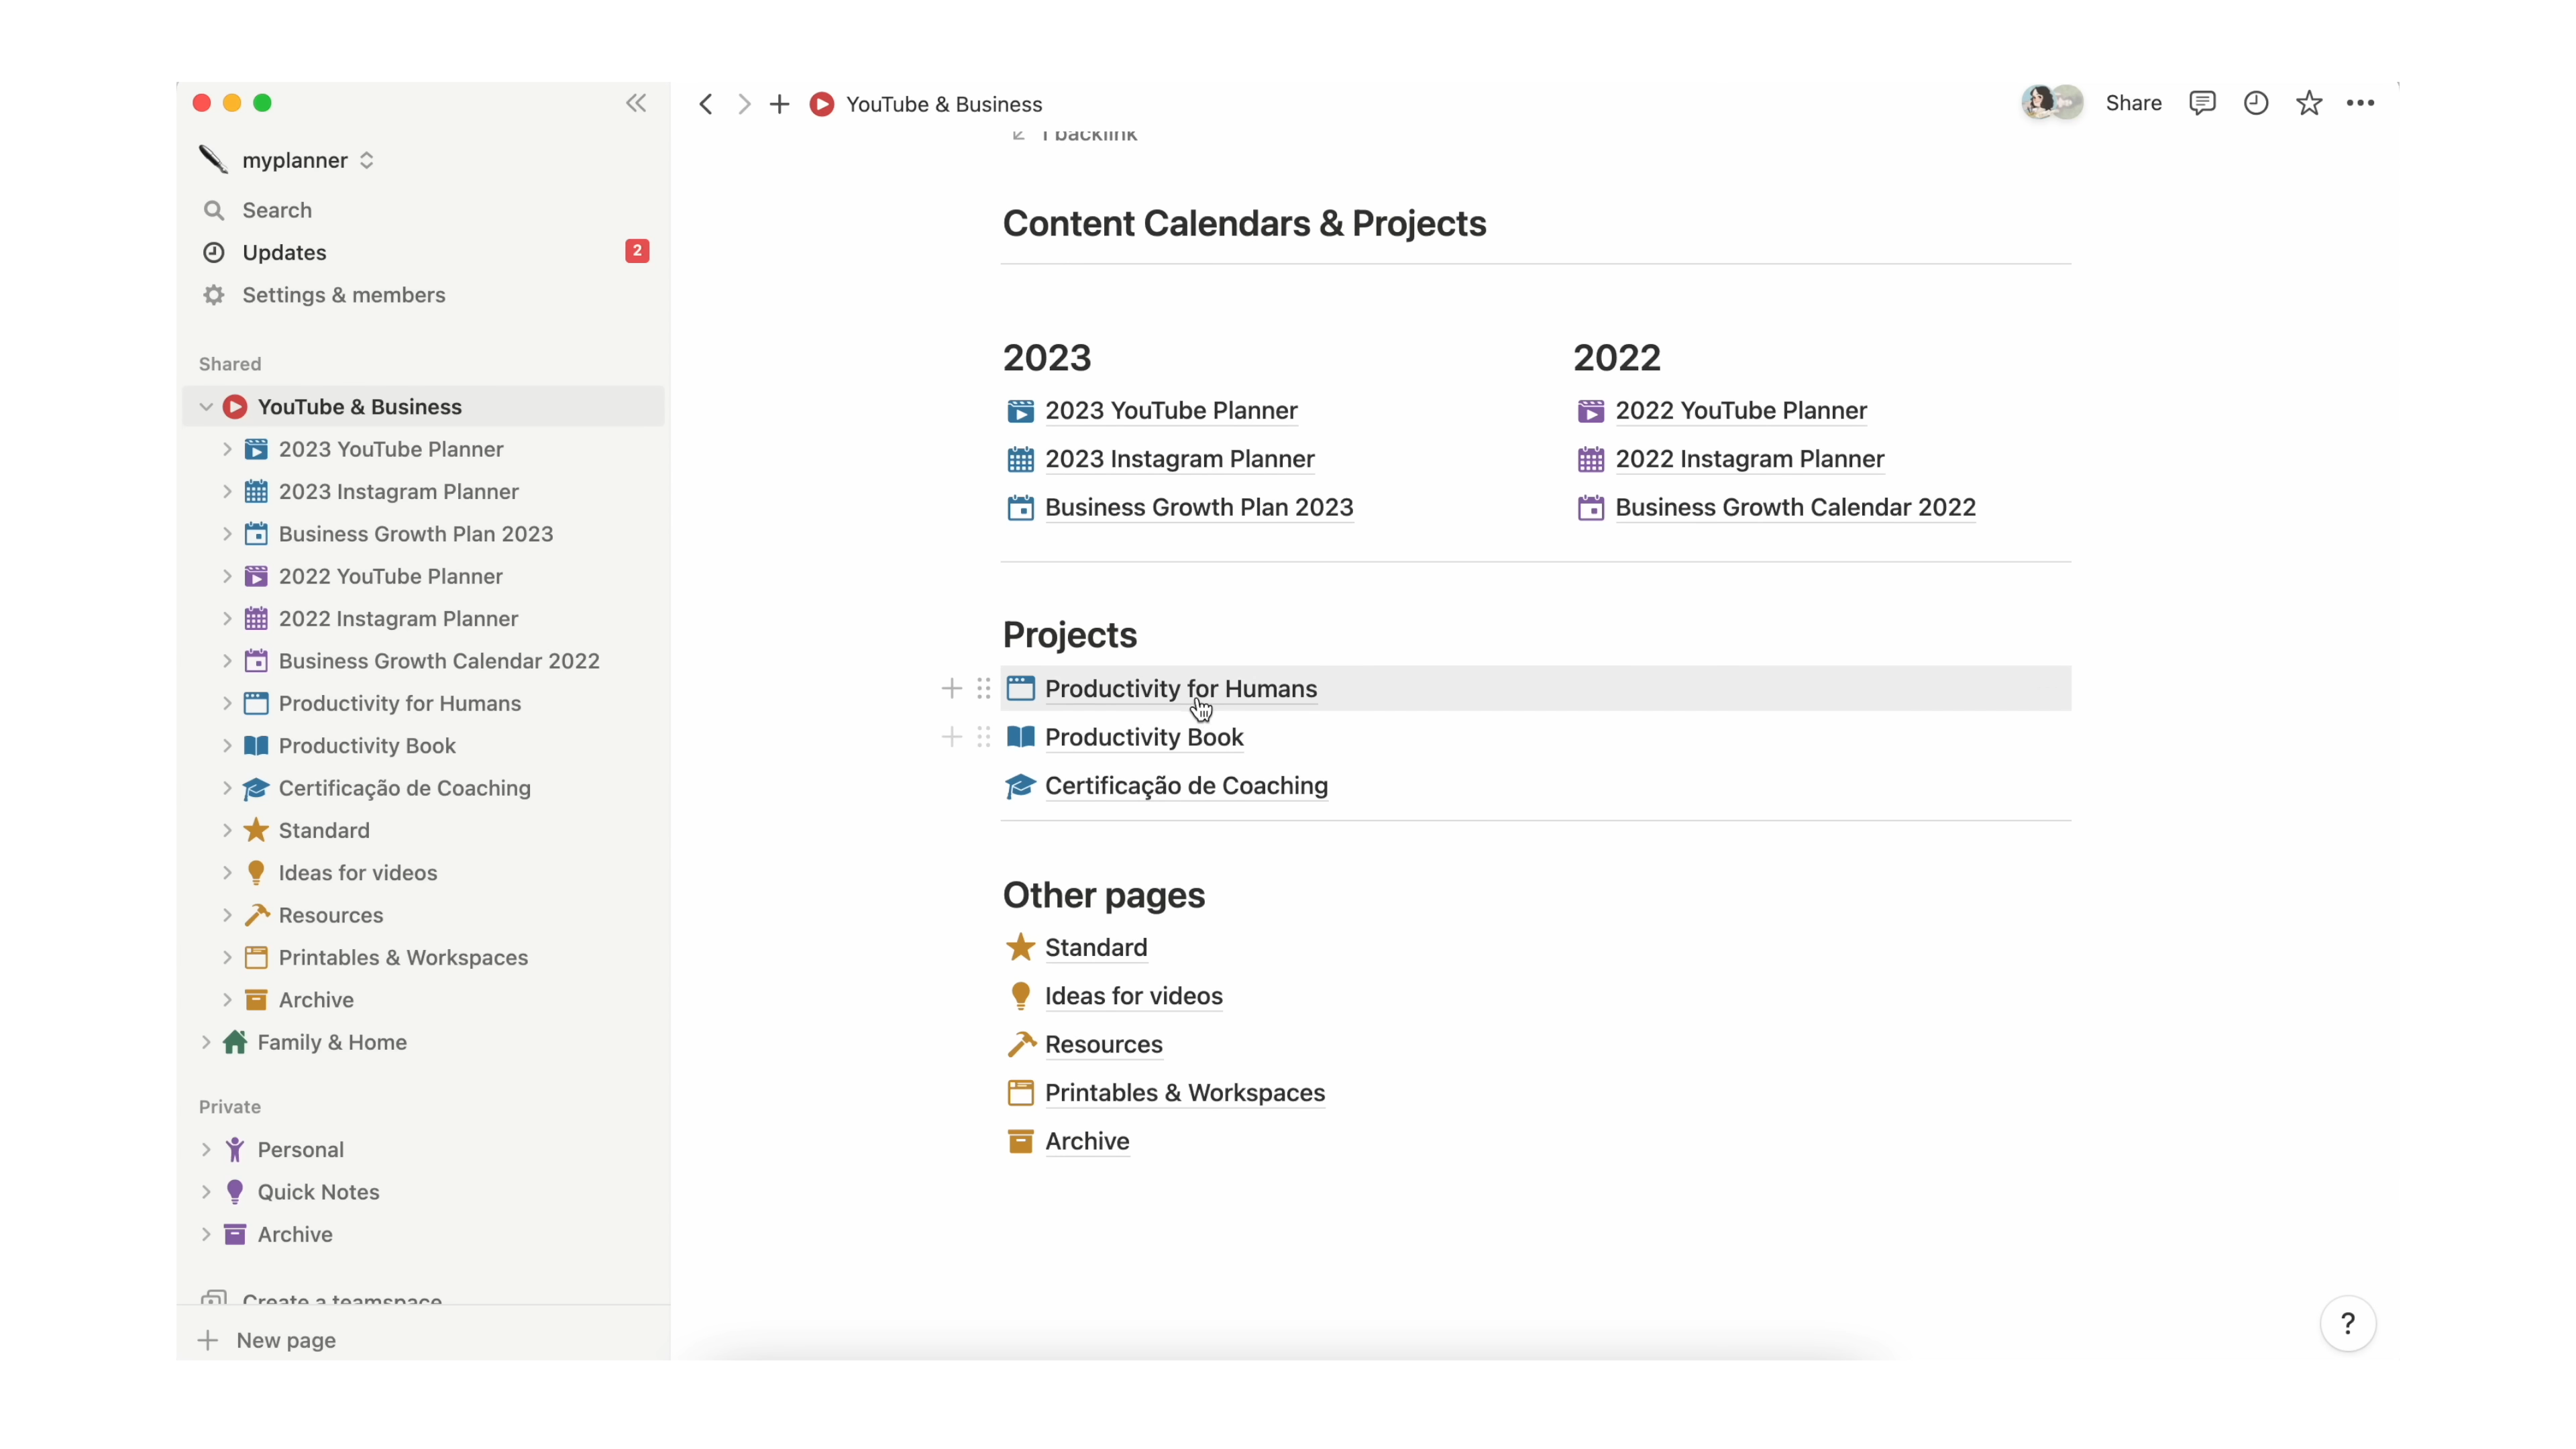 myplanner
Search
Updates 2
Settings & members
Shared
YouTube & Business
2023 YouTube Planner
2023 Instagram Planner
Business Growth Plan 2023
2022 YouTube Planner
2022 Instagram Planner
Business Growth Calendar 2022
Productivity for Humans
Productivity Book
Certificação de Coaching
Standard
Ideas for videos
Resources
Printables & Workspaces
Archive
Family & Home
Private
Personal
Quick Notes
Archive
Create a teamspace
New page
YouTube & Business
Share
1 backlink
Content Calendars & Projects
2023
2023 YouTube Planner
2023 Instagram Planner
Business Growth Plan 2023
2022
2022 YouTube Planner
2022 Instagram Planner
Business Growth Calendar 2022
Projects
Productivity for Humans
Productivity Book
Certificação de Coaching
Other pages
Standard
Ideas for videos
Resources
Printables & Workspaces
Archive
?